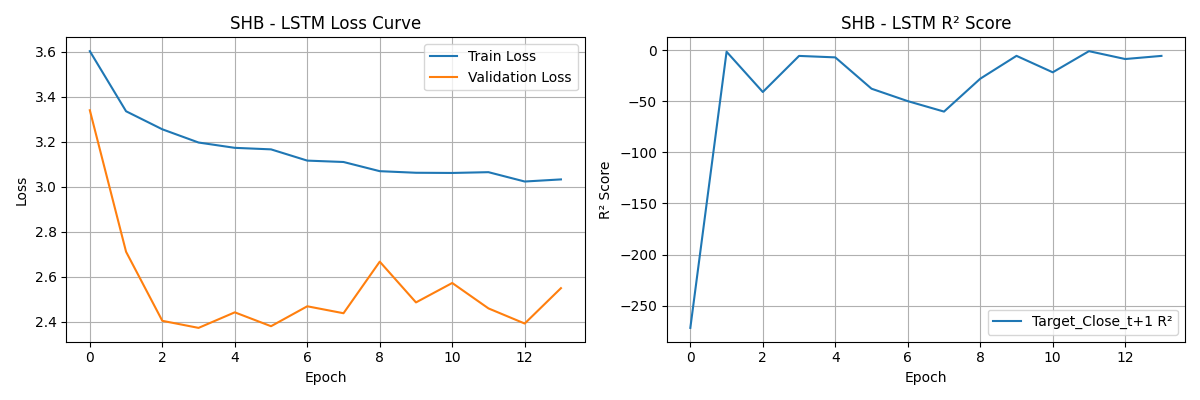 SHB - LSTM Loss Curve
Train Loss
Validation Loss
3.6
3.4
3.2
3.0
2.8
2.6
2.4
Loss
0 2 4 6 8 10 12
Epoch
SHB - LSTM R² Score
0
−50
−100
−150
−200
−250
R² Score
Target_Close_t+1 R²
0 2 4 6 8 10 12
Epoch